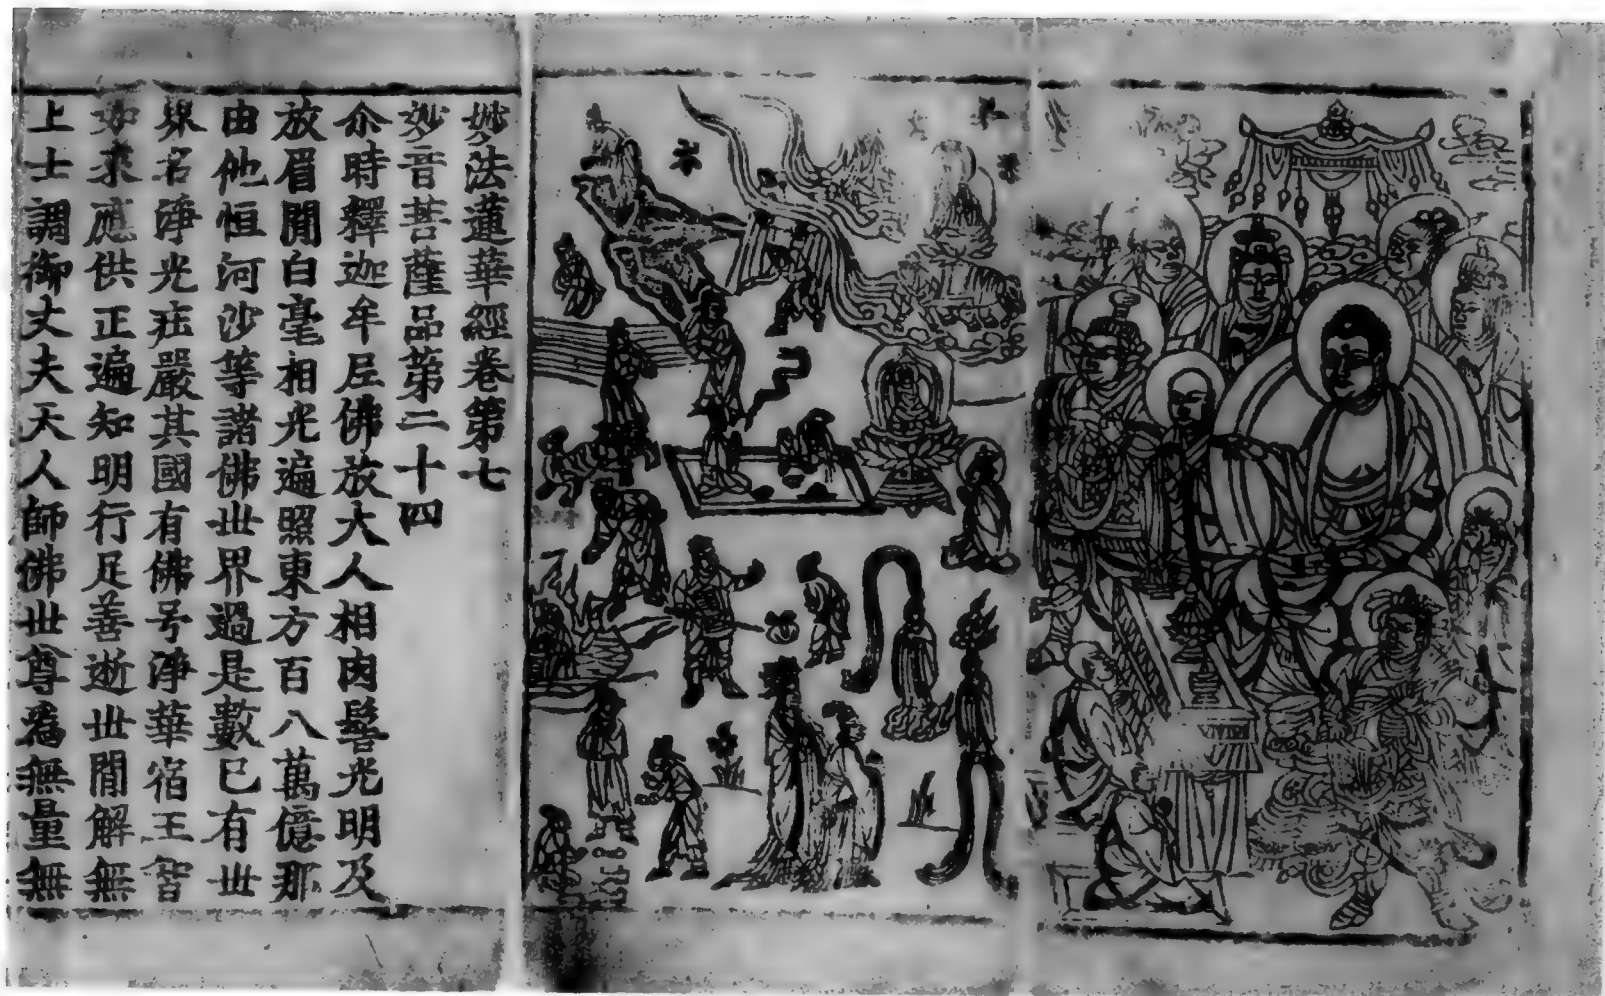 妙法蓮華經卷第七
妙音菩薩品第二十四
尒時釋迦牟尼佛放大人相肉髻光明及
放眉間白毫相光遍照東方百八萬億那
由他恒河沙等諸佛世界過是數已有世
界名淨光莊嚴其國有佛号淨華宿王智
如來應供正遍知明行足善逝世間解無
上士調御丈夫天人師佛世尊為無量無